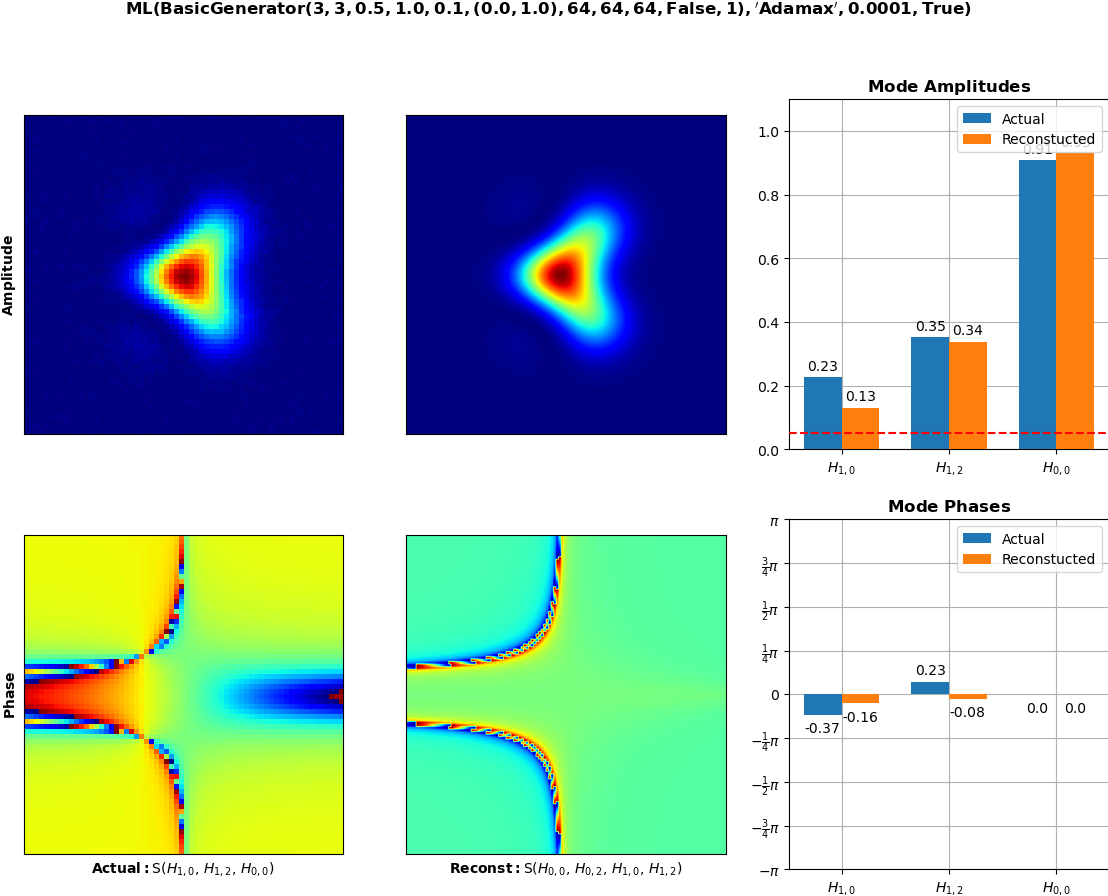 ML(BasicGenerator(3, 3, 0.5, 1.0, 0.1, (0.0, 1.0), 64, 64, 64, False, 1), ′Adamax′, 0.0001, True)
Amplitude
Mode Amplitudes
Actual
Reconstucted
1.0
0.8
0.6
0.4
0.2
0.0
0.23
0.13
0.35
0.34
0.91
H1,0
H1,2
H0,0
Phase
Actual: S(H1,0, H1,2, H0,0)
Reconst: S(H0,0, H0,2, H1,0, H1,2)
Mode Phases
Actual
Reconstucted
π
3/4π
1/2π
1/4π
0
−1/4π
−1/2π
−3/4π
−π
-0.37
-0.16
0.23
-0.08
0.0
0.0
H1,0
H1,2
H0,0